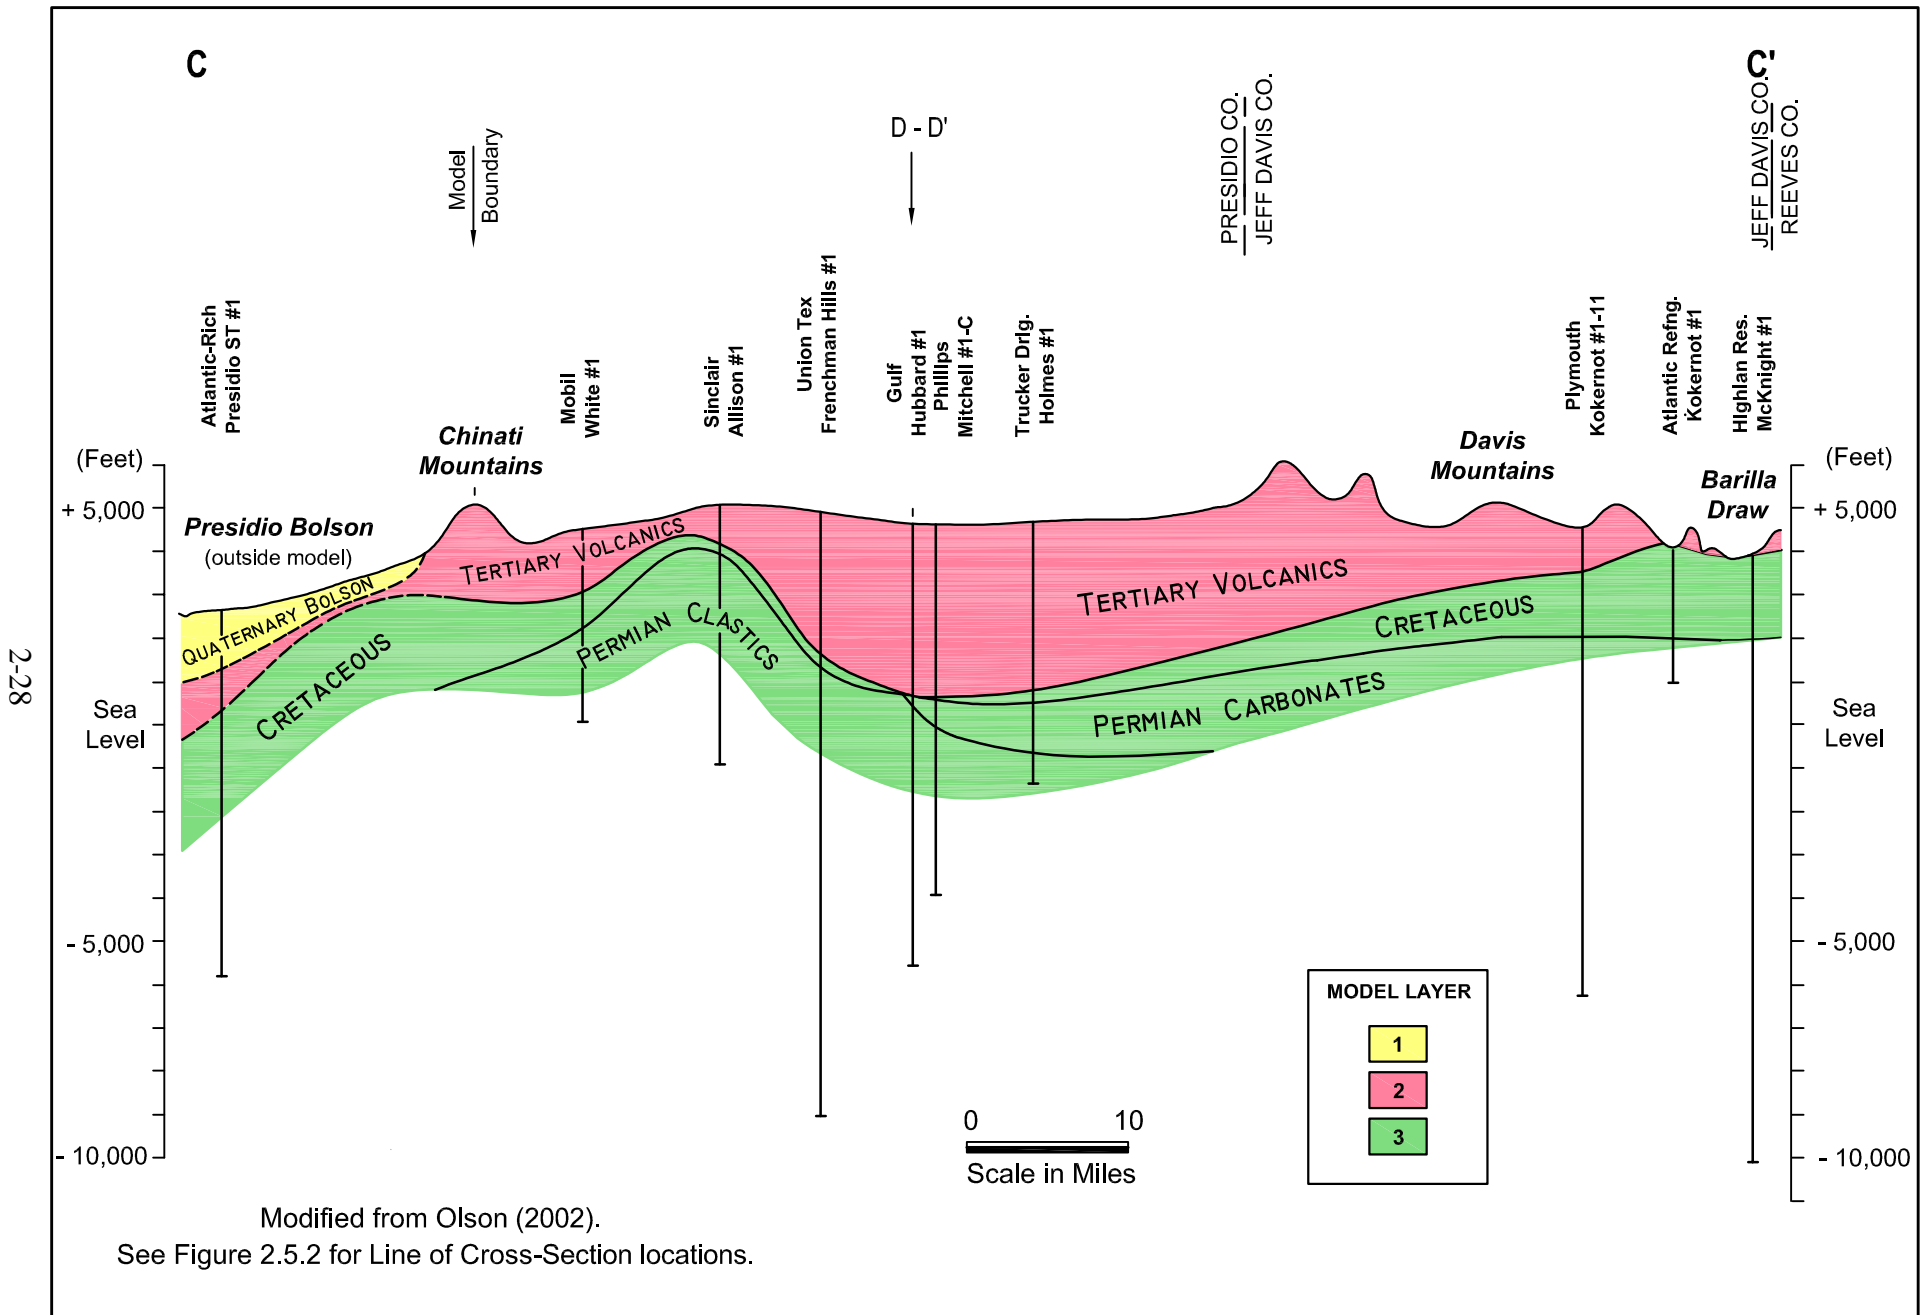 C
C'
Model
Boundary
D - D'
PRESIDIO CO.
JEFF DAVIS CO.
JEFF DAVIS CO.
REEVES CO.
Atlantic-Rich
Presidio ST #1
Mobil
White #1
Sinclair
Allison #1
Union Tex
Frenchman Hills #1
Gulf
Hubbard #1
Phillips
Mitchell #1-C
Trucker Drlg.
Holmes #1
Plymouth
Kokernot #1-11
Atlantic Refng.
Kokernot #1
HIghlan Res.
McKnight #1
Chinati
Mountains
Davis
Mountains
Barilla
Draw
Presidio Bolson
(outside model)
(Feet)
+ 5,000
Sea
Level
- 5,000
- 10,000
(Feet)
+ 5,000
Sea
Level
- 5,000
- 10,000
QUATERNARY BOLSON
TERTIARY VOLCANICS
CRETACEOUS
PERMIAN CLASTICS
TERTIARY VOLCANICS
CRETACEOUS
PERMIAN CARBONATES
MODEL LAYER
1
2
3
0 10
Scale in Miles
Modified from Olson (2002).
See Figure 2.5.2 for Line of Cross-Section locations.
2-28